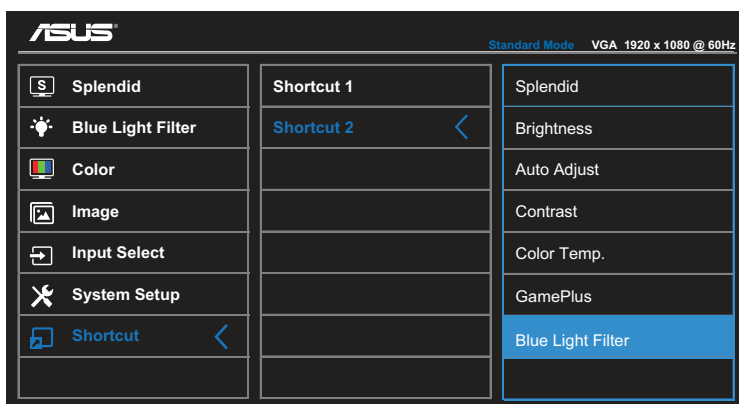 ASUS
Standard Mode VGA 1920 x 1080 @ 60Hz
S Splendid
Blue Light Filter
Color
Image
Input Select
System Setup
Shortcut
Shortcut 1
Shortcut 2
Splendid
Brightness
Auto Adjust
Contrast
Color Temp.
GamePlus
Blue Light Filter